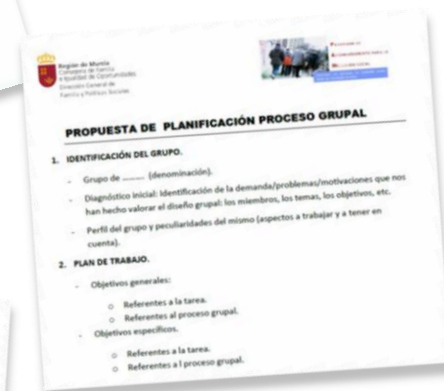 Región de Murcia
Consejería de Familia
e Igualdad de Oportunidades
Dirección General de
Familia y Políticas Sociales
PROPUESTA DE PLANIFICACIÓN PROCESO GRUPAL
1. IDENTIFICACIÓN DEL GRUPO.
- Grupo de ......... (denominación).
- Diagnóstico inicial: Identificación de la demanda/problemas/motivaciones que nos
han hecho valorar el diseño grupal: los miembros, los temas, los objetivos, etc.
- Perfil del grupo y peculiaridades del mismo (aspectos a trabajar y a tener en
cuenta).
2. PLAN DE TRABAJO.
- Objetivos generales:
o Referentes a la tarea.
o Referentes al proceso grupal.
- Objetivos específicos.
o Referentes a la tarea.
o Referentes a l proceso grupal.